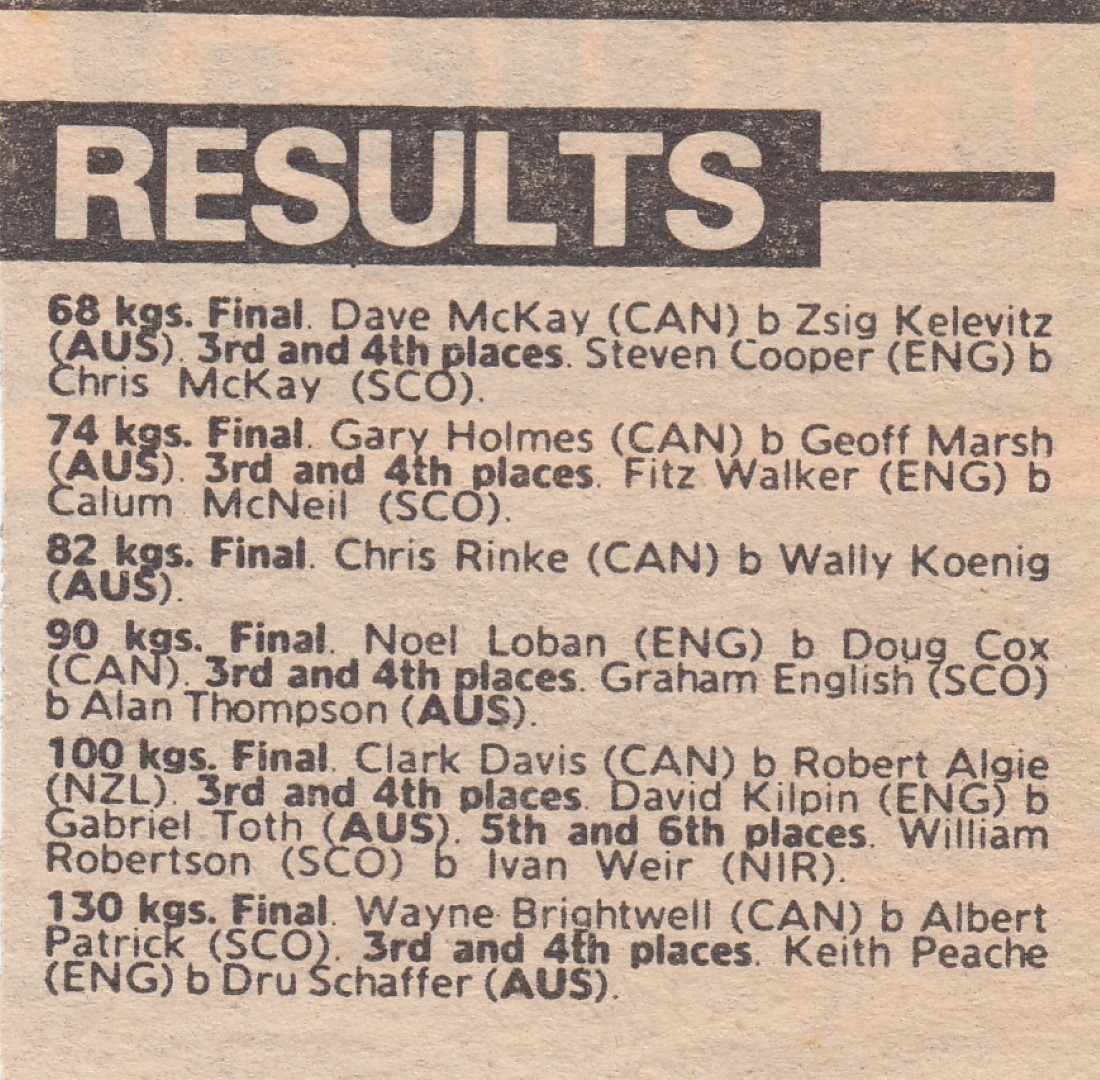 RESULTS
68 kgs. Final. Dave McKay (CAN) b Zsig Kelevitz
(AUS). 3rd and 4th places. Steven Cooper (ENG) b
Chris McKay (SCO).
74 kgs. Final. Gary Holmes (CAN) b Geoff Marsh
(AUS). 3rd and 4th places. Fitz Walker (ENG) b
Calum McNeil (SCO).
82 kgs. Final. Chris Rinke (CAN) b Wally Koenig
(AUS).
90 kgs. Final. Noel Loban (ENG) b Doug Cox
(CAN). 3rd and 4th places. Graham English (SCO)
b Alan Thompson (AUS).
100 kgs. Final. Clark Davis (CAN) b Robert Algie
(NZL). 3rd and 4th places. David Kilpin (ENG) b
Gabriel Toth (AUS). 5th and 6th places. William
Robertson (SCO) b Ivan Weir (NIR).
130 kgs. Final. Wayne Brightwell (CAN) b Albert
Patrick (SCO). 3rd and 4th places. Keith Peache
(ENG) b Dru Schaffer (AUS).